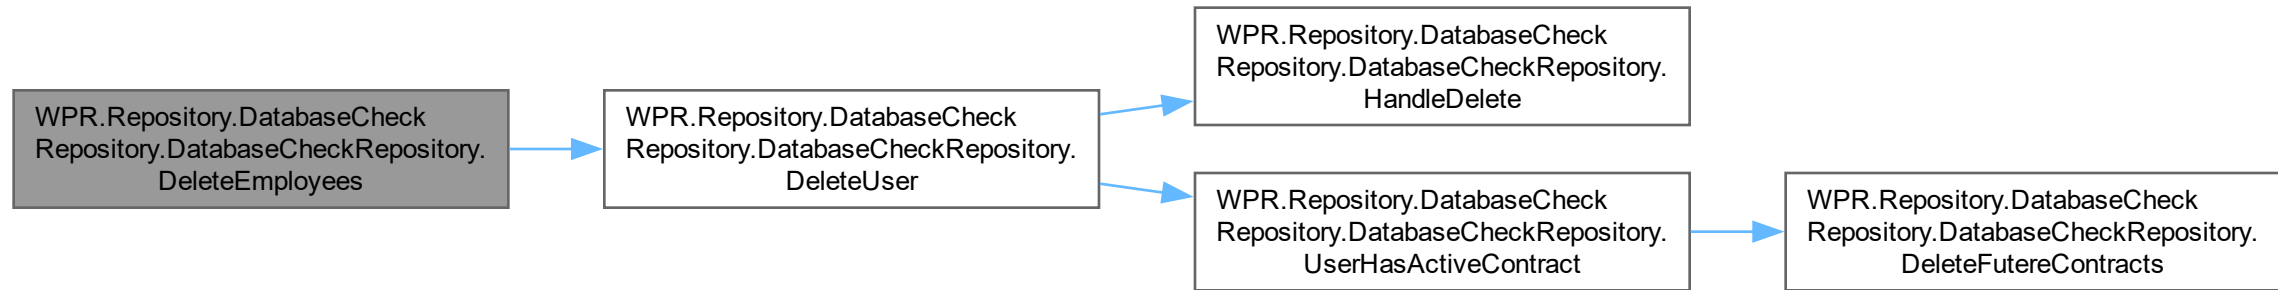 WPR.Repository.DatabaseCheck
Repository.DatabaseCheckRepository.
DeleteEmployees
WPR.Repository.DatabaseCheck
Repository.DatabaseCheckRepository.
DeleteUser
WPR.Repository.DatabaseCheck
Repository.DatabaseCheckRepository.
HandleDelete
WPR.Repository.DatabaseCheck
Repository.DatabaseCheckRepository.
UserHasActiveContract
WPR.Repository.DatabaseCheck
Repository.DatabaseCheckRepository.
DeleteFutereContracts